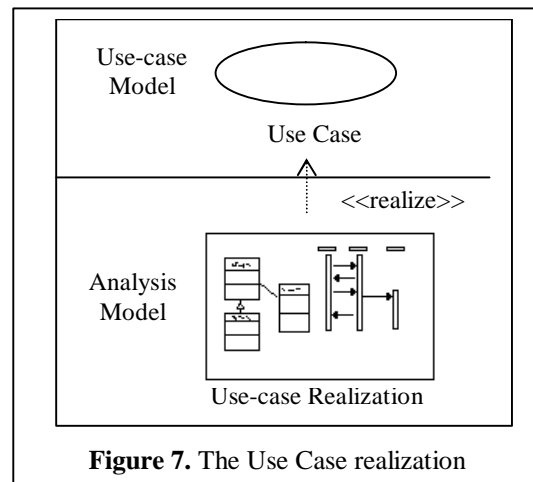 Use-case
Model
Use Case
<<realize>>
Analysis
Model
Use-case Realization
Figure 7. The Use Case realization